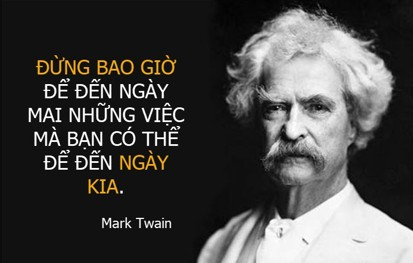 ĐỪNG BAO GIỜ
ĐỂ ĐẾN NGÀY
MAI NHỮNG VIỆC
MÀ BẠN CÓ THỂ
ĐỂ ĐẾN NGÀY
KIA.
Mark Twain